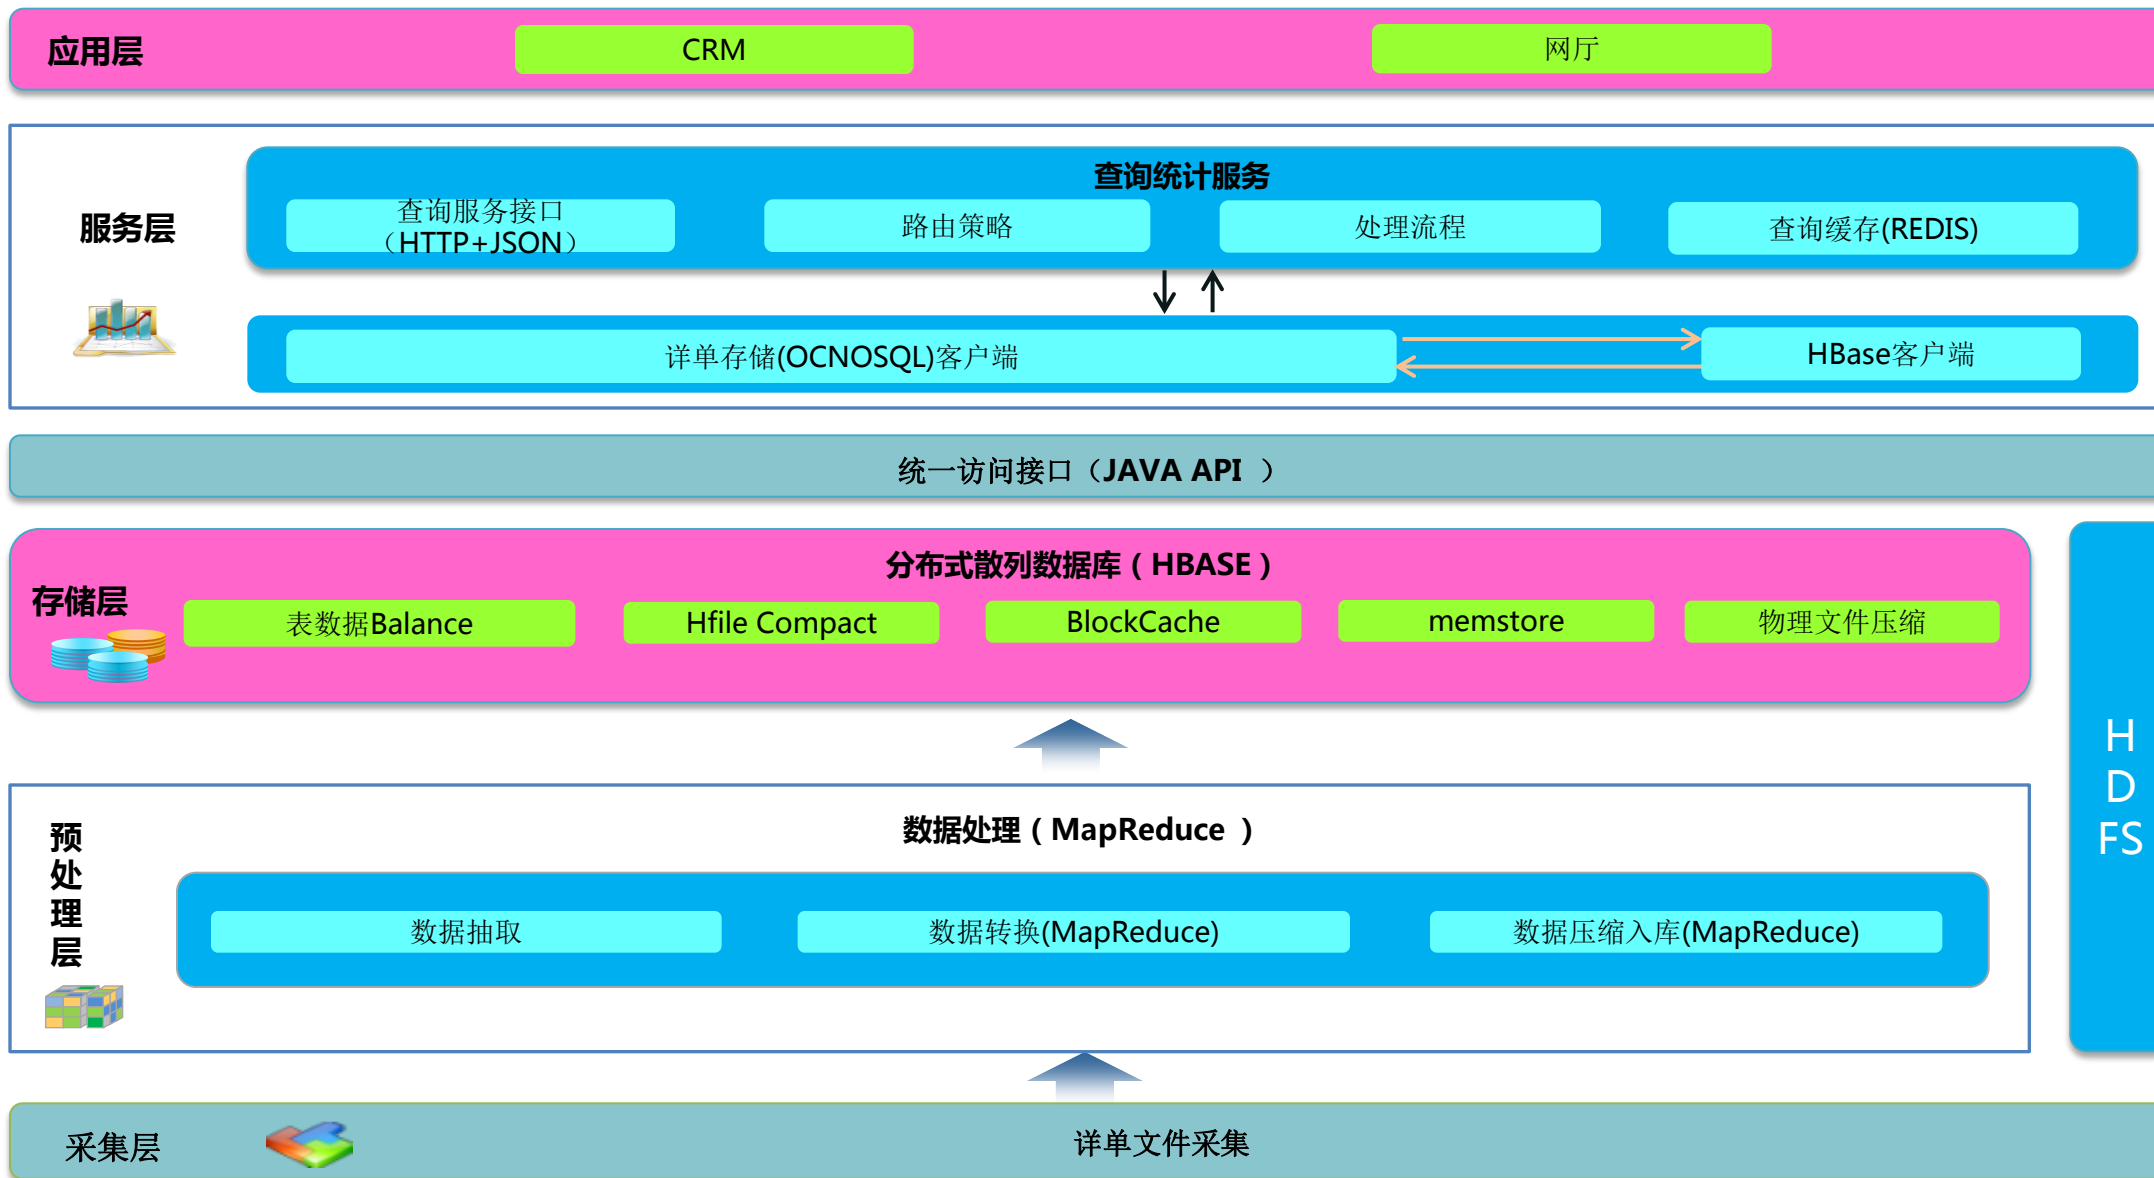 应用层
CRM
网厅
服务层
查询统计服务
查询服务接口
（HTTP+JSON）
路由策略
处理流程
查询缓存(REDIS)
详单存储(OCNOSQL)客户端
HBase客户端
统一访问接口（JAVA API ）
存储层
分布式散列数据库（HBASE）
表数据Balance
Hfile Compact
BlockCache
memstore
物理文件压缩
H
D
FS
预
处
理
层
数据处理（MapReduce ）
数据抽取
数据转换(MapReduce)
数据压缩入库(MapReduce)
采集层
详单文件采集